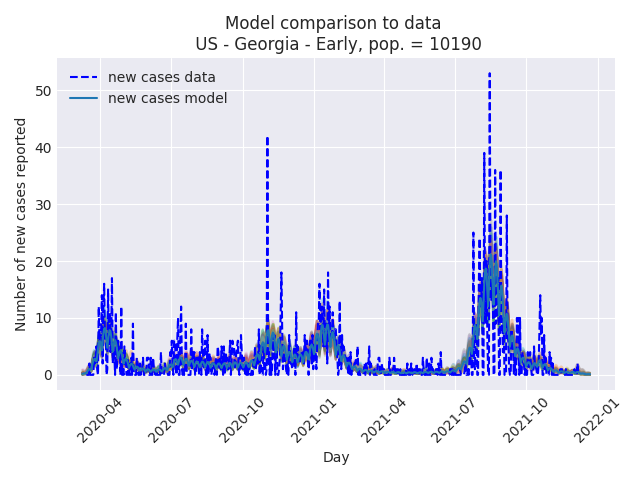 Model comparison to data
US - Georgia - Early, pop. = 10190
new cases data
new cases model
Number of new cases reported
50
40
30
20
10
0
2020-04
2020-07
2020-10
2021-01
2021-04
2021-07
2021-10
2022-01
Day